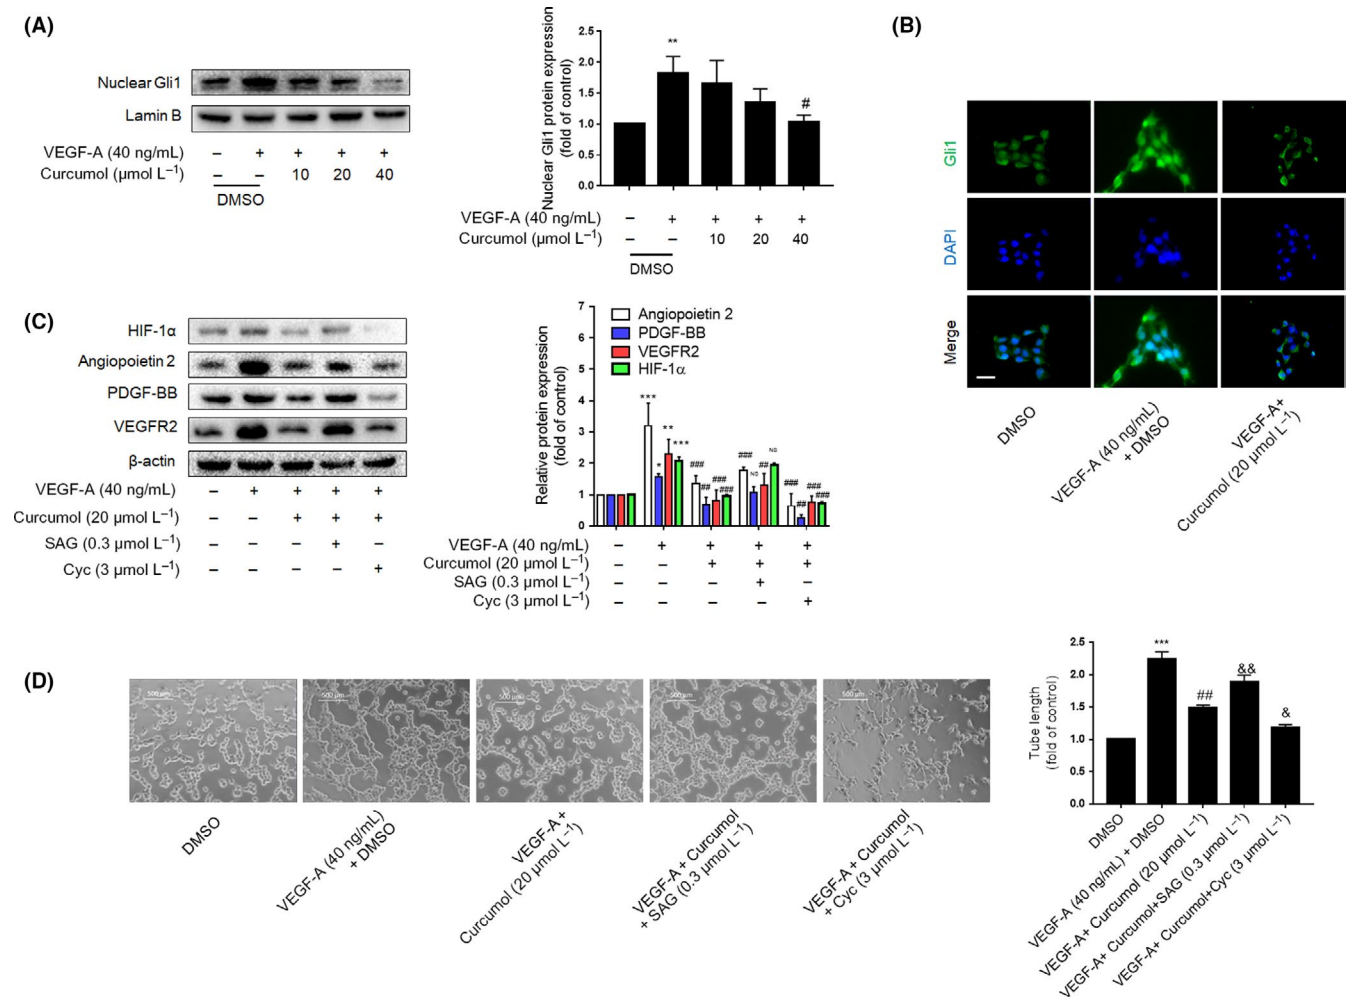 (A)
Nuclear Gli1
Lamin B
VEGF-A (40 ng/mL) – + + + +
Curcumol (µmol L⁻¹) – – 10 20 40
DMSO
Nuclear Gli1 protein expression
(fold of control)
2.5
2.0
1.5
1.0
0.5
0.0
**
#
VEGF-A (40 ng/mL) – + + + +
Curcumol (µmol L⁻¹) – – 10 20 40
DMSO
(B)
Gli1
DAPI
Merge
DMSO
VEGF-A (40 ng/mL)
+ DMSO
VEGF-A+
Curcumol (20 µmol L⁻¹)
(C)
HIF-1α
Angiopoietin 2
PDGF-BB
VEGFR2
β-actin
VEGF-A (40 ng/mL) – + + + +
Curcumol (20 µmol L⁻¹) – – + + +
SAG (0.3 µmol L⁻¹) – – – + –
Cyc (3 µmol L⁻¹) – – – – +
Relative protein expression
(fold of control)
7
6
5
4
3
2
1
0
Angiopoietin 2
PDGF-BB
VEGFR2
HIF-1α
*** * ** ***
### ## ### ###
### NS ## NS
### ## ### ###
VEGF-A (40 ng/mL) – + + + +
Curcumol (20 µmol L⁻¹) – – + + +
SAG (0.3 µmol L⁻¹) – – – + –
Cyc (3 µmol L⁻¹) – – – – +
(D)
500 µm
500 µm
500 µm
500 µm
500 µm
DMSO
VEGF-A (40 ng/mL)
+ DMSO
VEGF-A +
Curcumol (20 µmol L⁻¹)
VEGF-A + Curcumol
+ SAG (0.3 µmol L⁻¹)
VEGF-A + Curcumol
+ Cyc (3 µmol L⁻¹)
Tube length
(fold of control)
2.5
2.0
1.5
1.0
0.5
0.0
***
##
&&
&
DMSO
VEGF-A (40 ng/mL) + DMSO
VEGF-A+ Curcumol (20 µmol L⁻¹)
VEGF-A+ Curcumol+SAG (0.3 µmol L⁻¹)
VEGF-A+ Curcumol+Cyc (3 µmol L⁻¹)